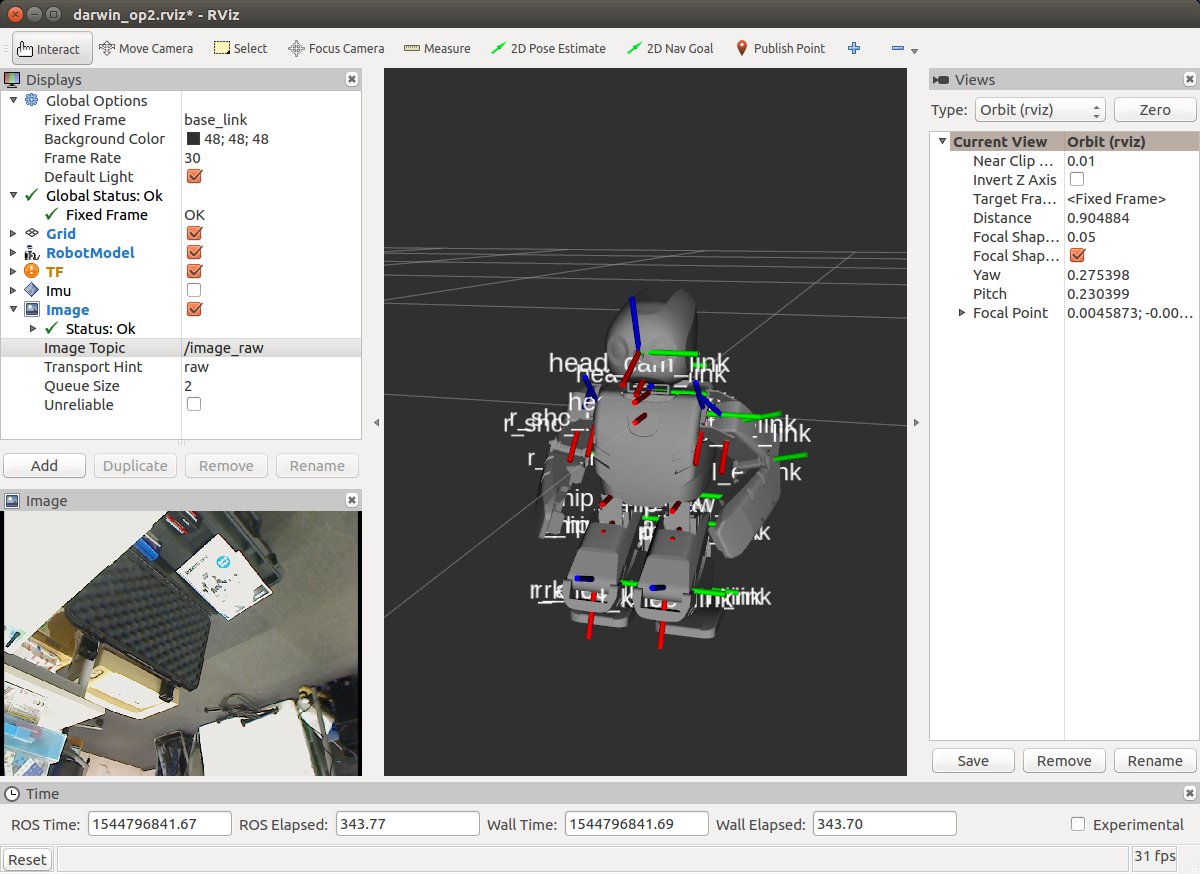 darwin_op2.rviz* - RViz
Interact Move Camera Select Focus Camera Measure 2D Pose Estimate 2D Nav Goal Publish Point
Displays
Global Options
Fixed Frame base_link
Background Color 48; 48; 48
Frame Rate 30
Default Light
Global Status: Ok
Fixed Frame OK
Grid
RobotModel
TF
Imu
Image
Status: Ok
Image Topic /image_raw
Transport Hint raw
Queue Size 2
Unreliable
Add Duplicate Remove Rename
Image
head_cam_link
Views
Type: Orbit (rviz) Zero
Current View Orbit (rviz)
Near Clip ... 0.01
Invert Z Axis
Target Fra... <Fixed Frame>
Distance 0.904884
Focal Shap... 0.05
Focal Shap...
Yaw 0.275398
Pitch 0.230399
Focal Point 0.0045873; -0.00...
Save Remove Rename
Time
ROS Time: 1544796841.67 ROS Elapsed: 343.77 Wall Time: 1544796841.69 Wall Elapsed: 343.70 Experimental
Reset 31 fps